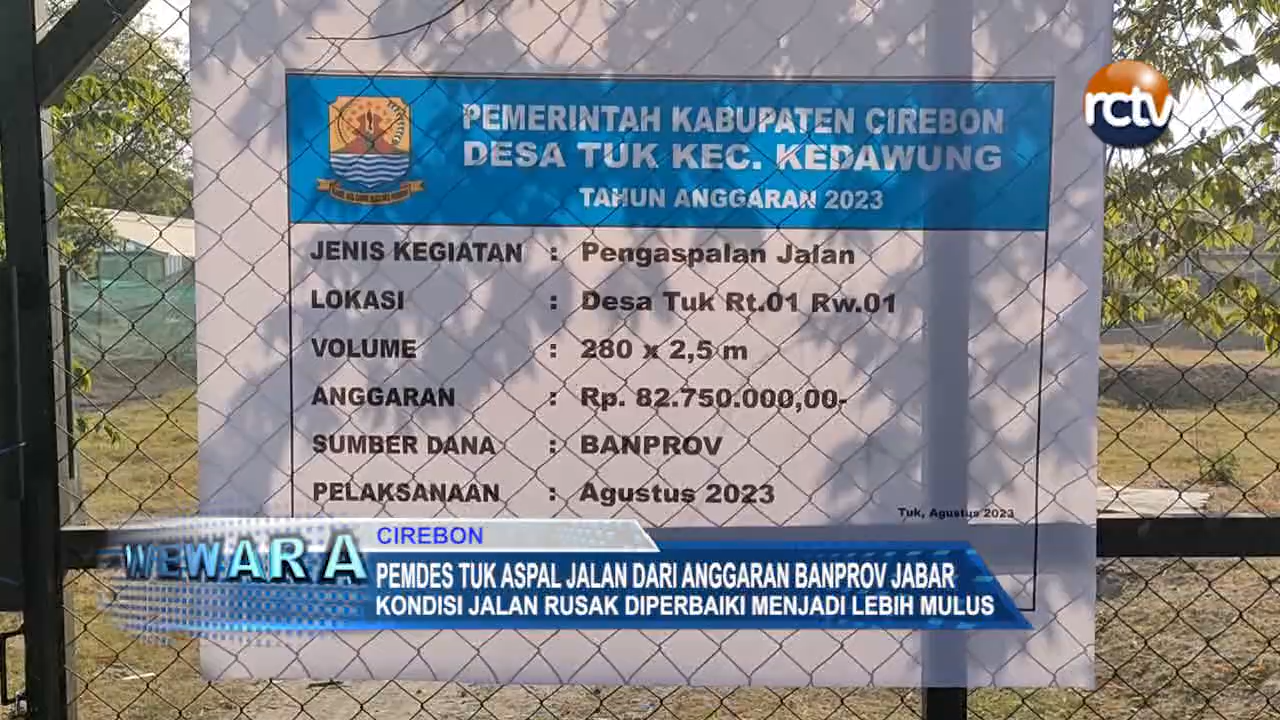 rctv
PEMERINTAH KABUPATEN CIREBON
DESA TUK KEC. KEDAWUNG
TAHUN ANGGARAN 2023
JENIS KEGIATAN : Pengaspalan Jalan
LOKASI : Desa Tuk Rt.01 Rw.01
VOLUME : 280 x 2,5 m
ANGGARAN : Rp. 82.750.000,00-
SUMBER DANA : BANPROV
PELAKSANAAN : Agustus 2023
Tuk, Agustus 2023
WEWARA
CIREBON
PEMDES TUK ASPAL JALAN DARI ANGGARAN BANPROV JABAR
KONDISI JALAN RUSAK DIPERBAIKI MENJADI LEBIH MULUS